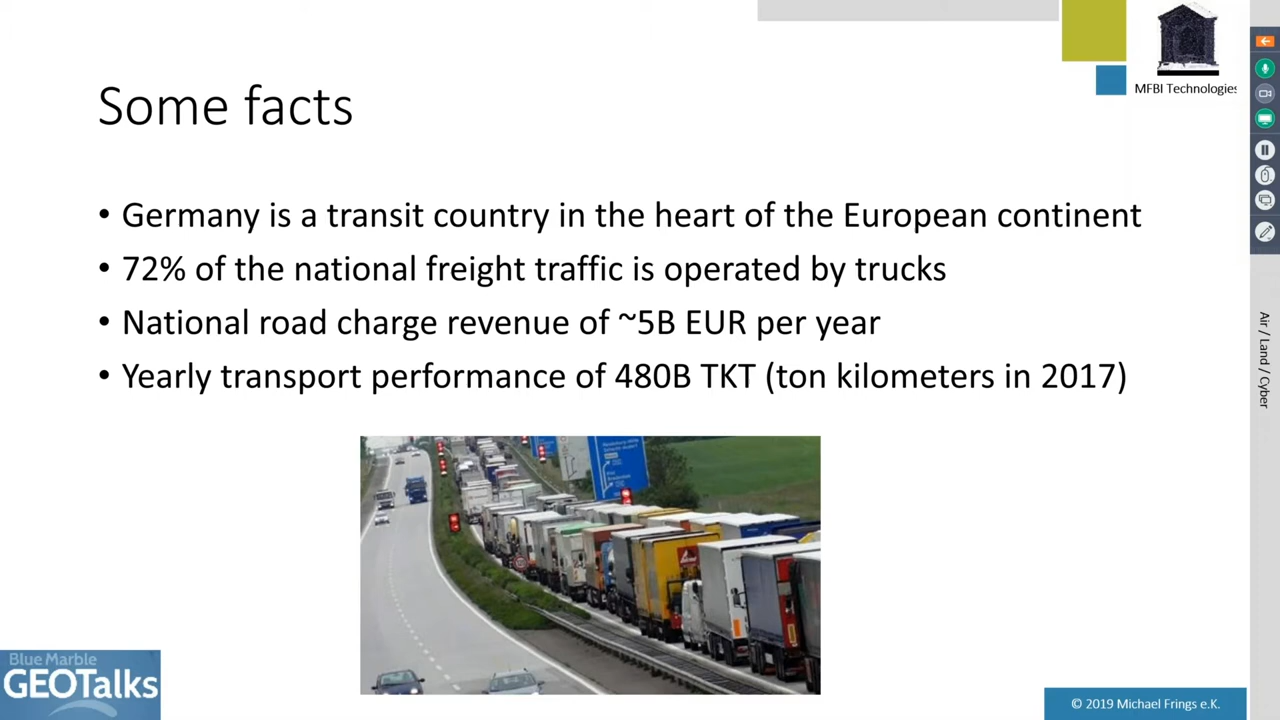 MFBI Technologies
Some facts
• Germany is a transit country in the heart of the European continent
• 72% of the national freight traffic is operated by trucks
• National road charge revenue of ~5B EUR per year
• Yearly transport performance of 480B TKT (ton kilometers in 2017)
Air / Land / Cyber
Blue Marble
GEOTalks
© 2019 Michael Frings e.K.